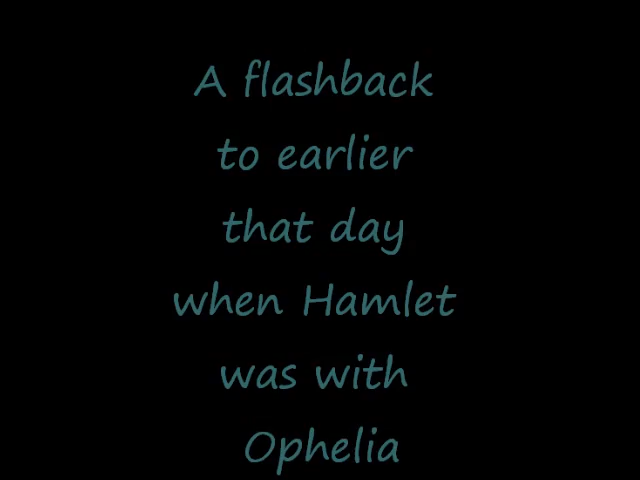 A flashback
to earlier
that day
when Hamlet
was with
Ophelia